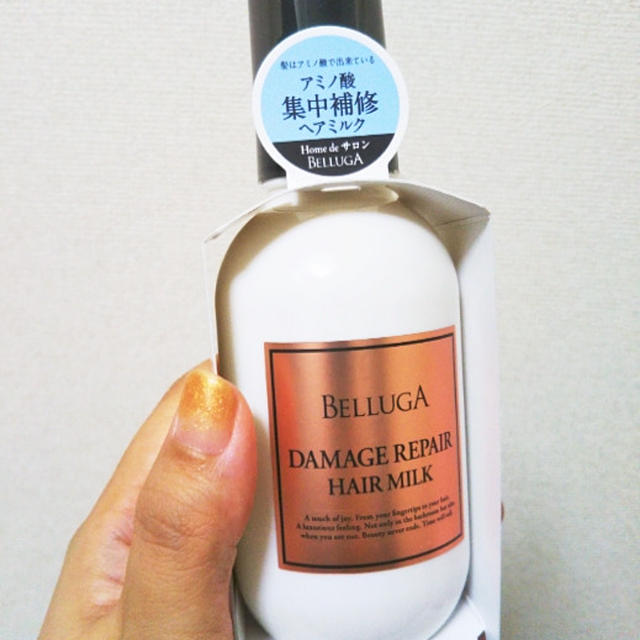 髪はアミノ酸で出来ている
アミノ酸
集中補修
ヘアミルク
Home de サロン
BELLUGA
BELLUGA
DAMAGE REPAIR
HAIR MILK
A touch of joy. From your fingertips to your hair.
A luxurious feeling. Not only in the bathroom but also
when you are out. Beauty never ends. Time will tell